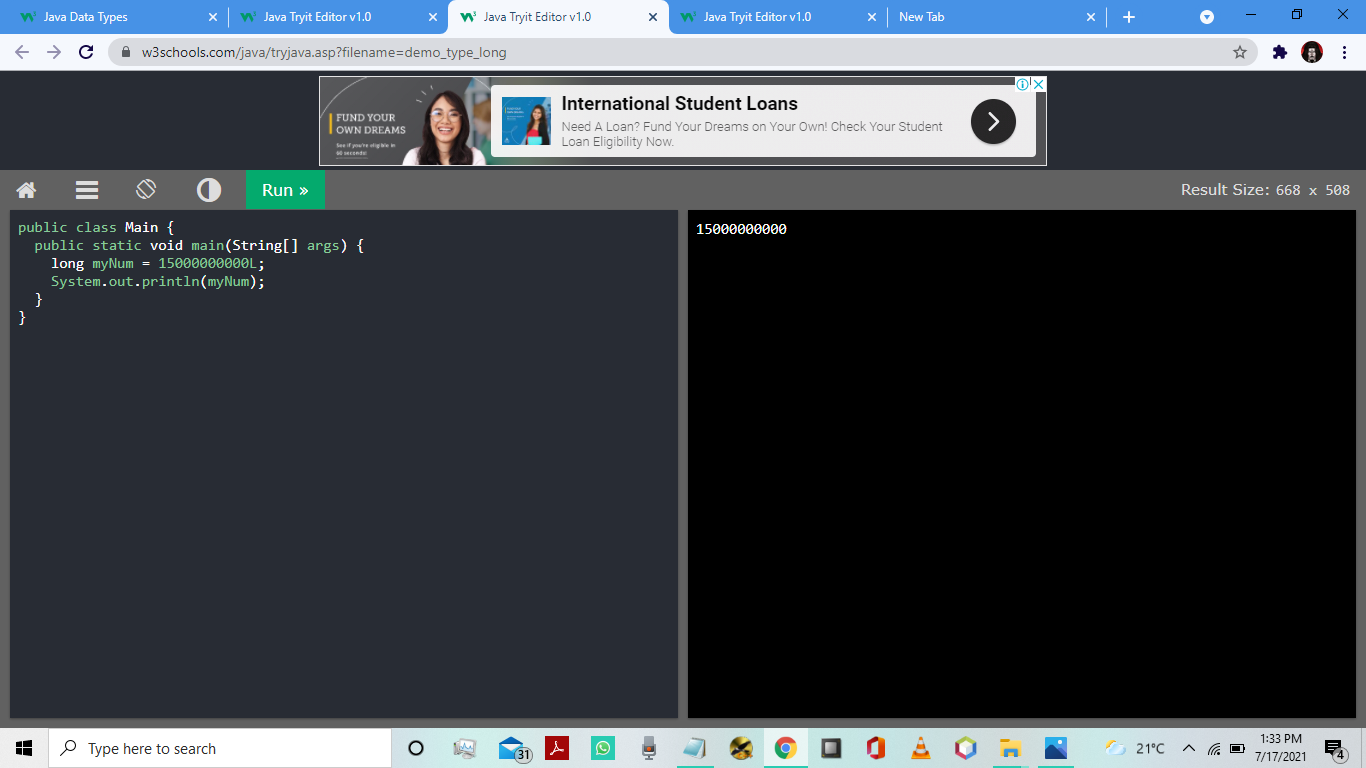 Java Data Types
Java Tryit Editor v1.0
Java Tryit Editor v1.0
Java Tryit Editor v1.0
New Tab
w3schools.com/java/tryjava.asp?filename=demo_type_long
FUND YOUR
OWN DREAMS
See if you're eligible in
60 seconds!
International Student Loans
Need A Loan? Fund Your Dreams on Your Own! Check Your Student
Loan Eligibility Now.
Run »
Result Size: 668 x 508
public class Main {
  public static void main(String[] args) {
    long myNum = 15000000000L;
    System.out.println(myNum);
  }
}
15000000000
Type here to search
31
21°C
1:33 PM
7/17/2021
4